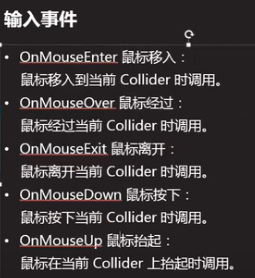 输入事件
• OnMouseEnter 鼠标移入：
鼠标移入到当前 Collider 时调用。
• OnMouseOver 鼠标经过：
鼠标经过当前 Collider 时调用。
• OnMouseExit 鼠标离开：
鼠标离开当前 Collider 时调用。
• OnMouseDown 鼠标按下：
鼠标按下当前 Collider 时调用。
• OnMouseUp 鼠标抬起：
鼠标在当前 Collider 上抬起时调用。